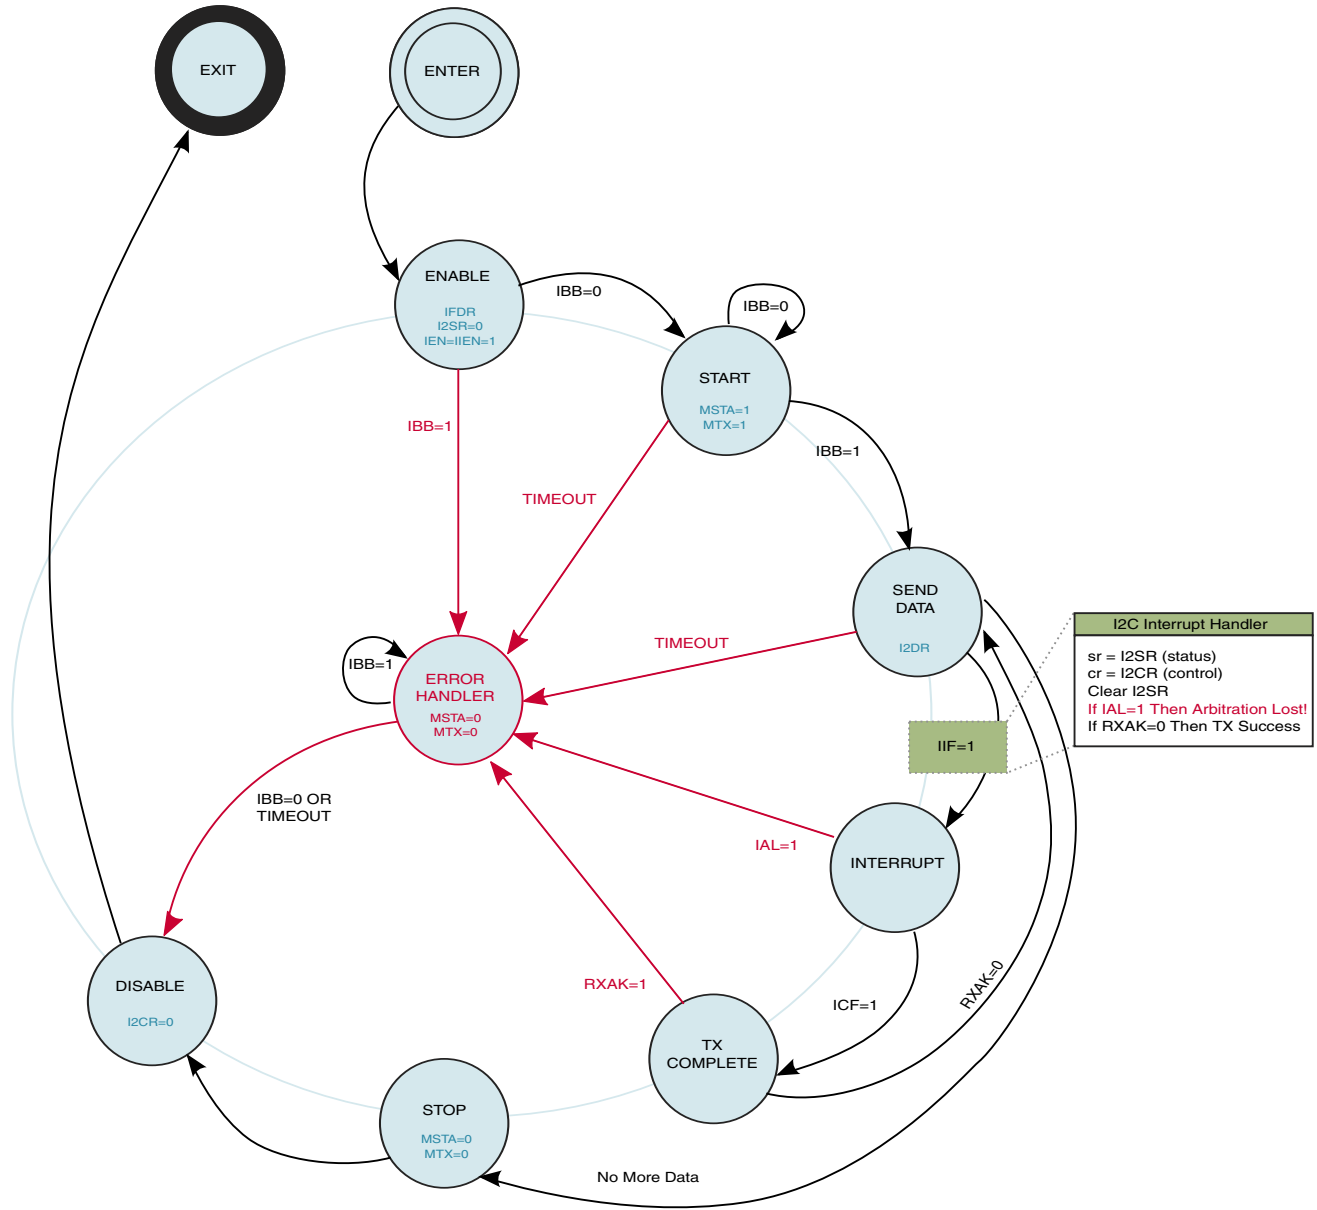 EXIT
ENTER
ENABLE
IFDR
I2SR=0
IEN=IIEN=1
IBB=0
IBB=0
START
MSTA=1
MTX=1
IBB=1
IBB=1
TIMEOUT
SEND
DATA
I2DR
I2C Interrupt Handler
sr = I2SR (status)
cr = I2CR (control)
Clear I2SR
If IAL=1 Then Arbitration Lost!
If RXAK=0 Then TX Success
TIMEOUT
IBB=1
ERROR
HANDLER
MSTA=0
MTX=0
IIF=1
IBB=0 OR
TIMEOUT
IAL=1
INTERRUPT
RXAK=1
RXAK=0
ICF=1
DISABLE
I2CR=0
TX
COMPLETE
STOP
MSTA=0
MTX=0
No More Data